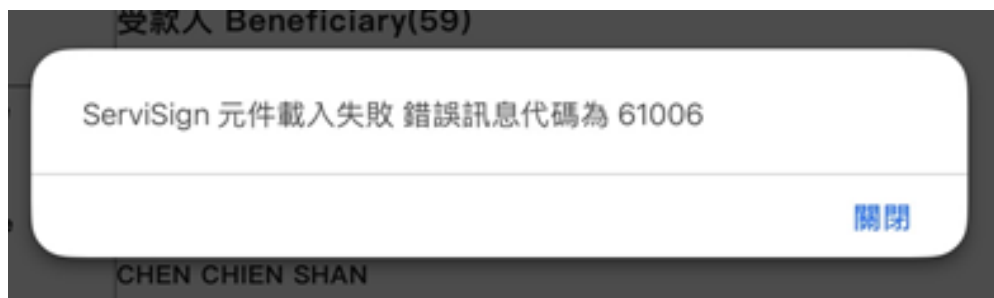 受款人 Beneficiary(59)
ServiSign 元件載入失敗 錯誤訊息代碼為 61006
關閉
CHEN CHIEN SHAN